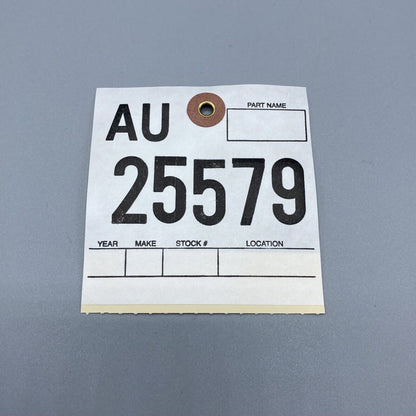 AU
PART NAME
25579
YEAR MAKE STOCK # LOCATION